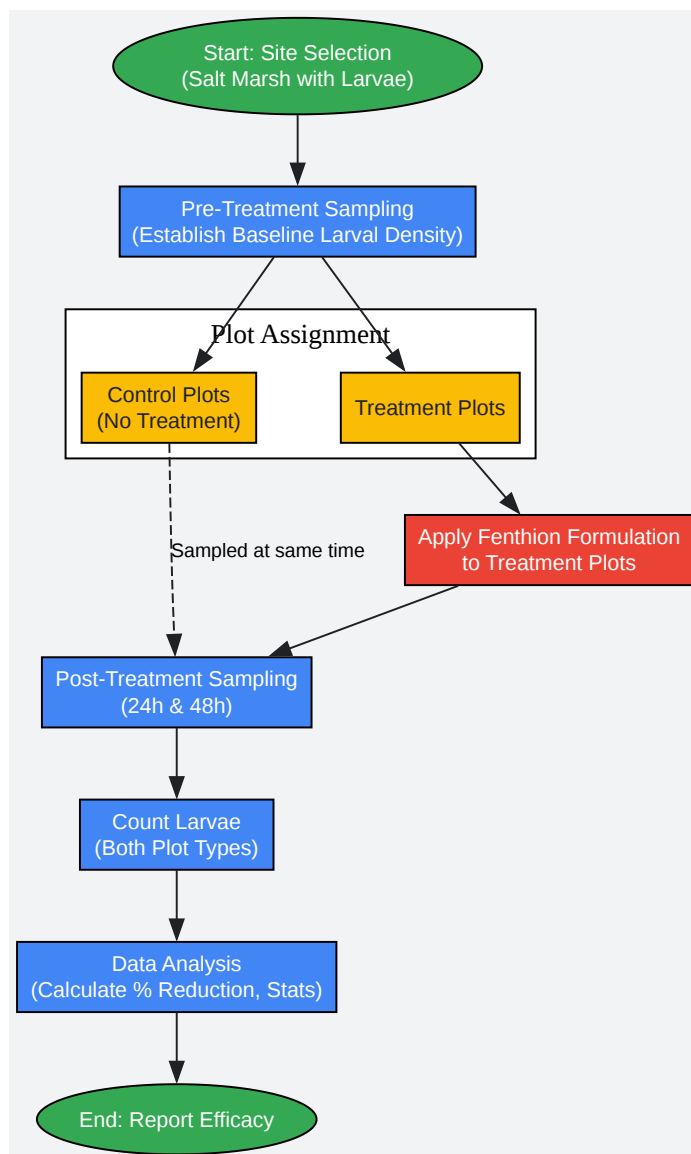 Start: Site Selection
(Salt Marsh with Larvae)
Pre-Treatment Sampling
(Establish Baseline Larval Density)
Plot Assignment
Control Plots
(No Treatment)
Treatment Plots
Apply Fenthion Formulation
to Treatment Plots
Sampled at same time
Post-Treatment Sampling
(24h & 48h)
Count Larvae
(Both Plot Types)
Data Analysis
(Calculate % Reduction, Stats)
End: Report Efficacy